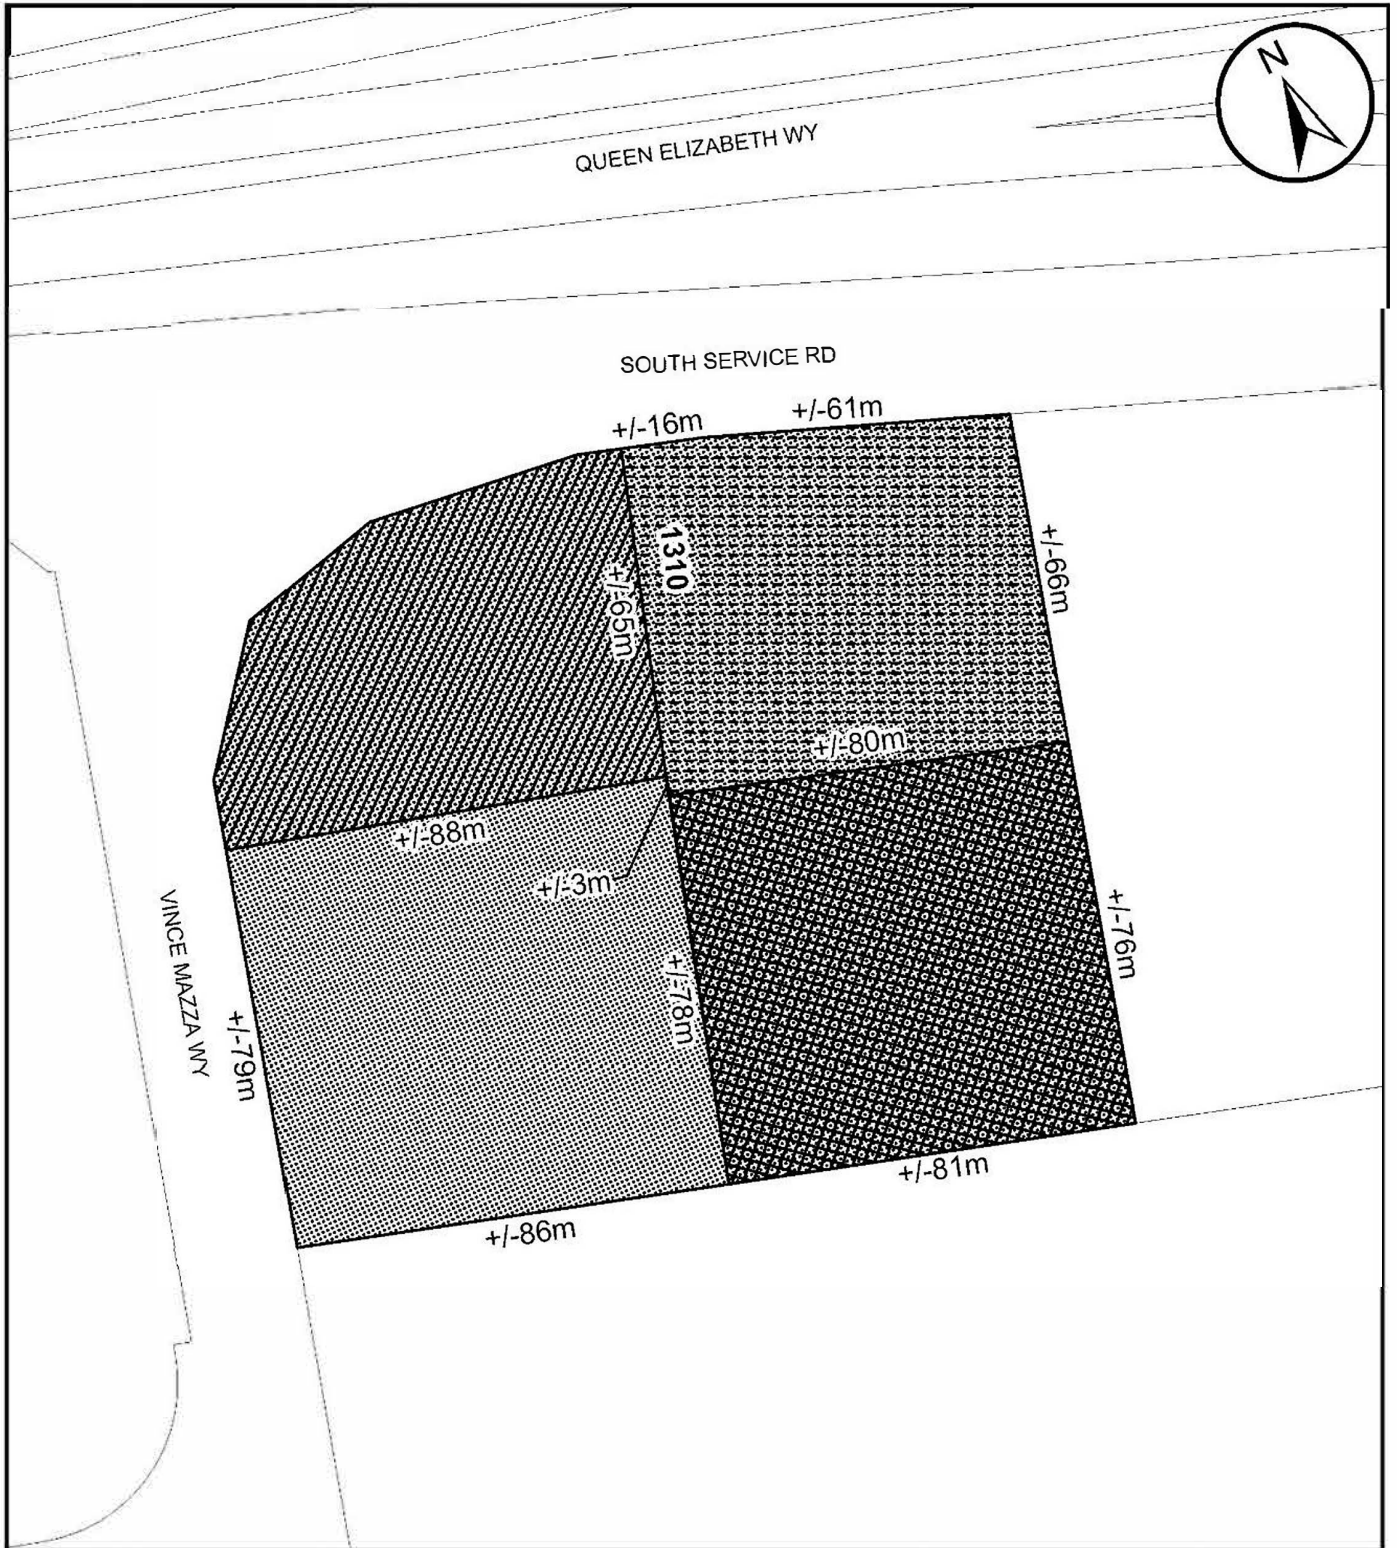 N
QUEEN ELIZABETH WY
SOUTH SERVICE RD
+/-16m
+/-61m
1310
+/-65m
+/-66m
+/-80m
+/-88m
+/-3m
VINCE MAZZA WY
+/-79m
+/-78m
+/-76m
+/-81m
+/-86m